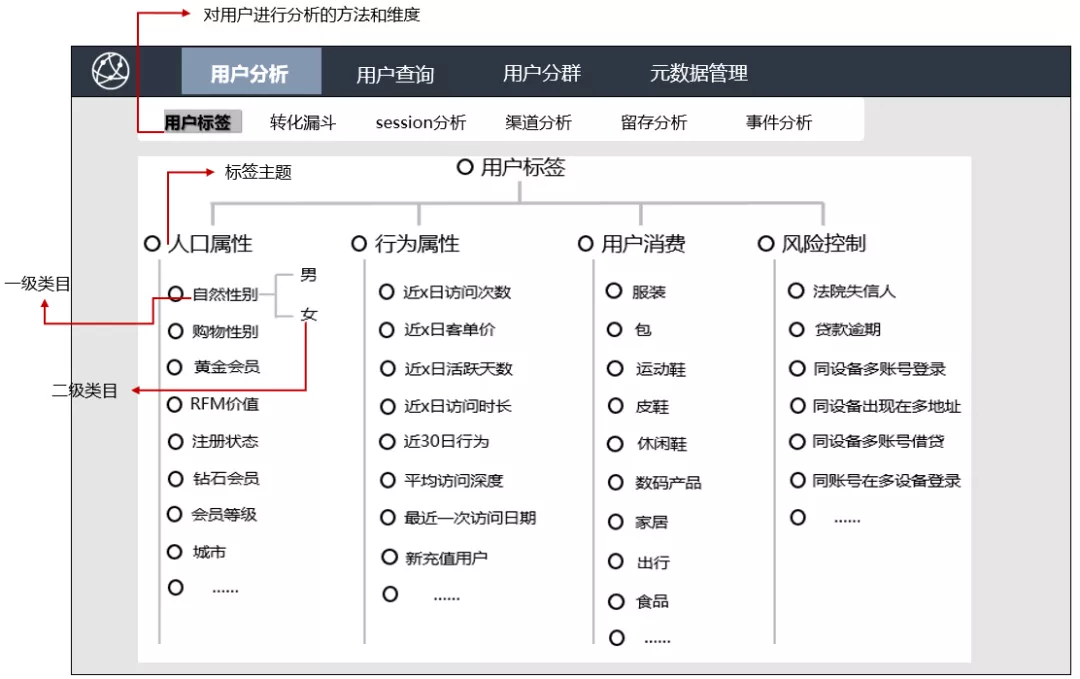 对用户进行分析的方法和维度
用户分析
用户查询
用户分群
元数据管理
用户标签
转化漏斗
session分析
渠道分析
留存分析
事件分析
标签主题
用户标签
人口属性
行为属性
用户消费
风险控制
一级类目
二级类目
自然性别
男
女
购物性别
黄金会员
RFM价值
注册状态
钻石会员
会员等级
城市
......
近x日访问次数
近x日客单价
近x日活跃天数
近x日访问时长
近30日行为
平均访问深度
最近一次访问日期
新充值用户
......
服装
包
运动鞋
皮鞋
休闲鞋
数码产品
家居
出行
食品
......
法院失信人
贷款逾期
同设备多账号登录
同设备出现在多地址
同设备多账号借贷
同账号在多设备登录
......